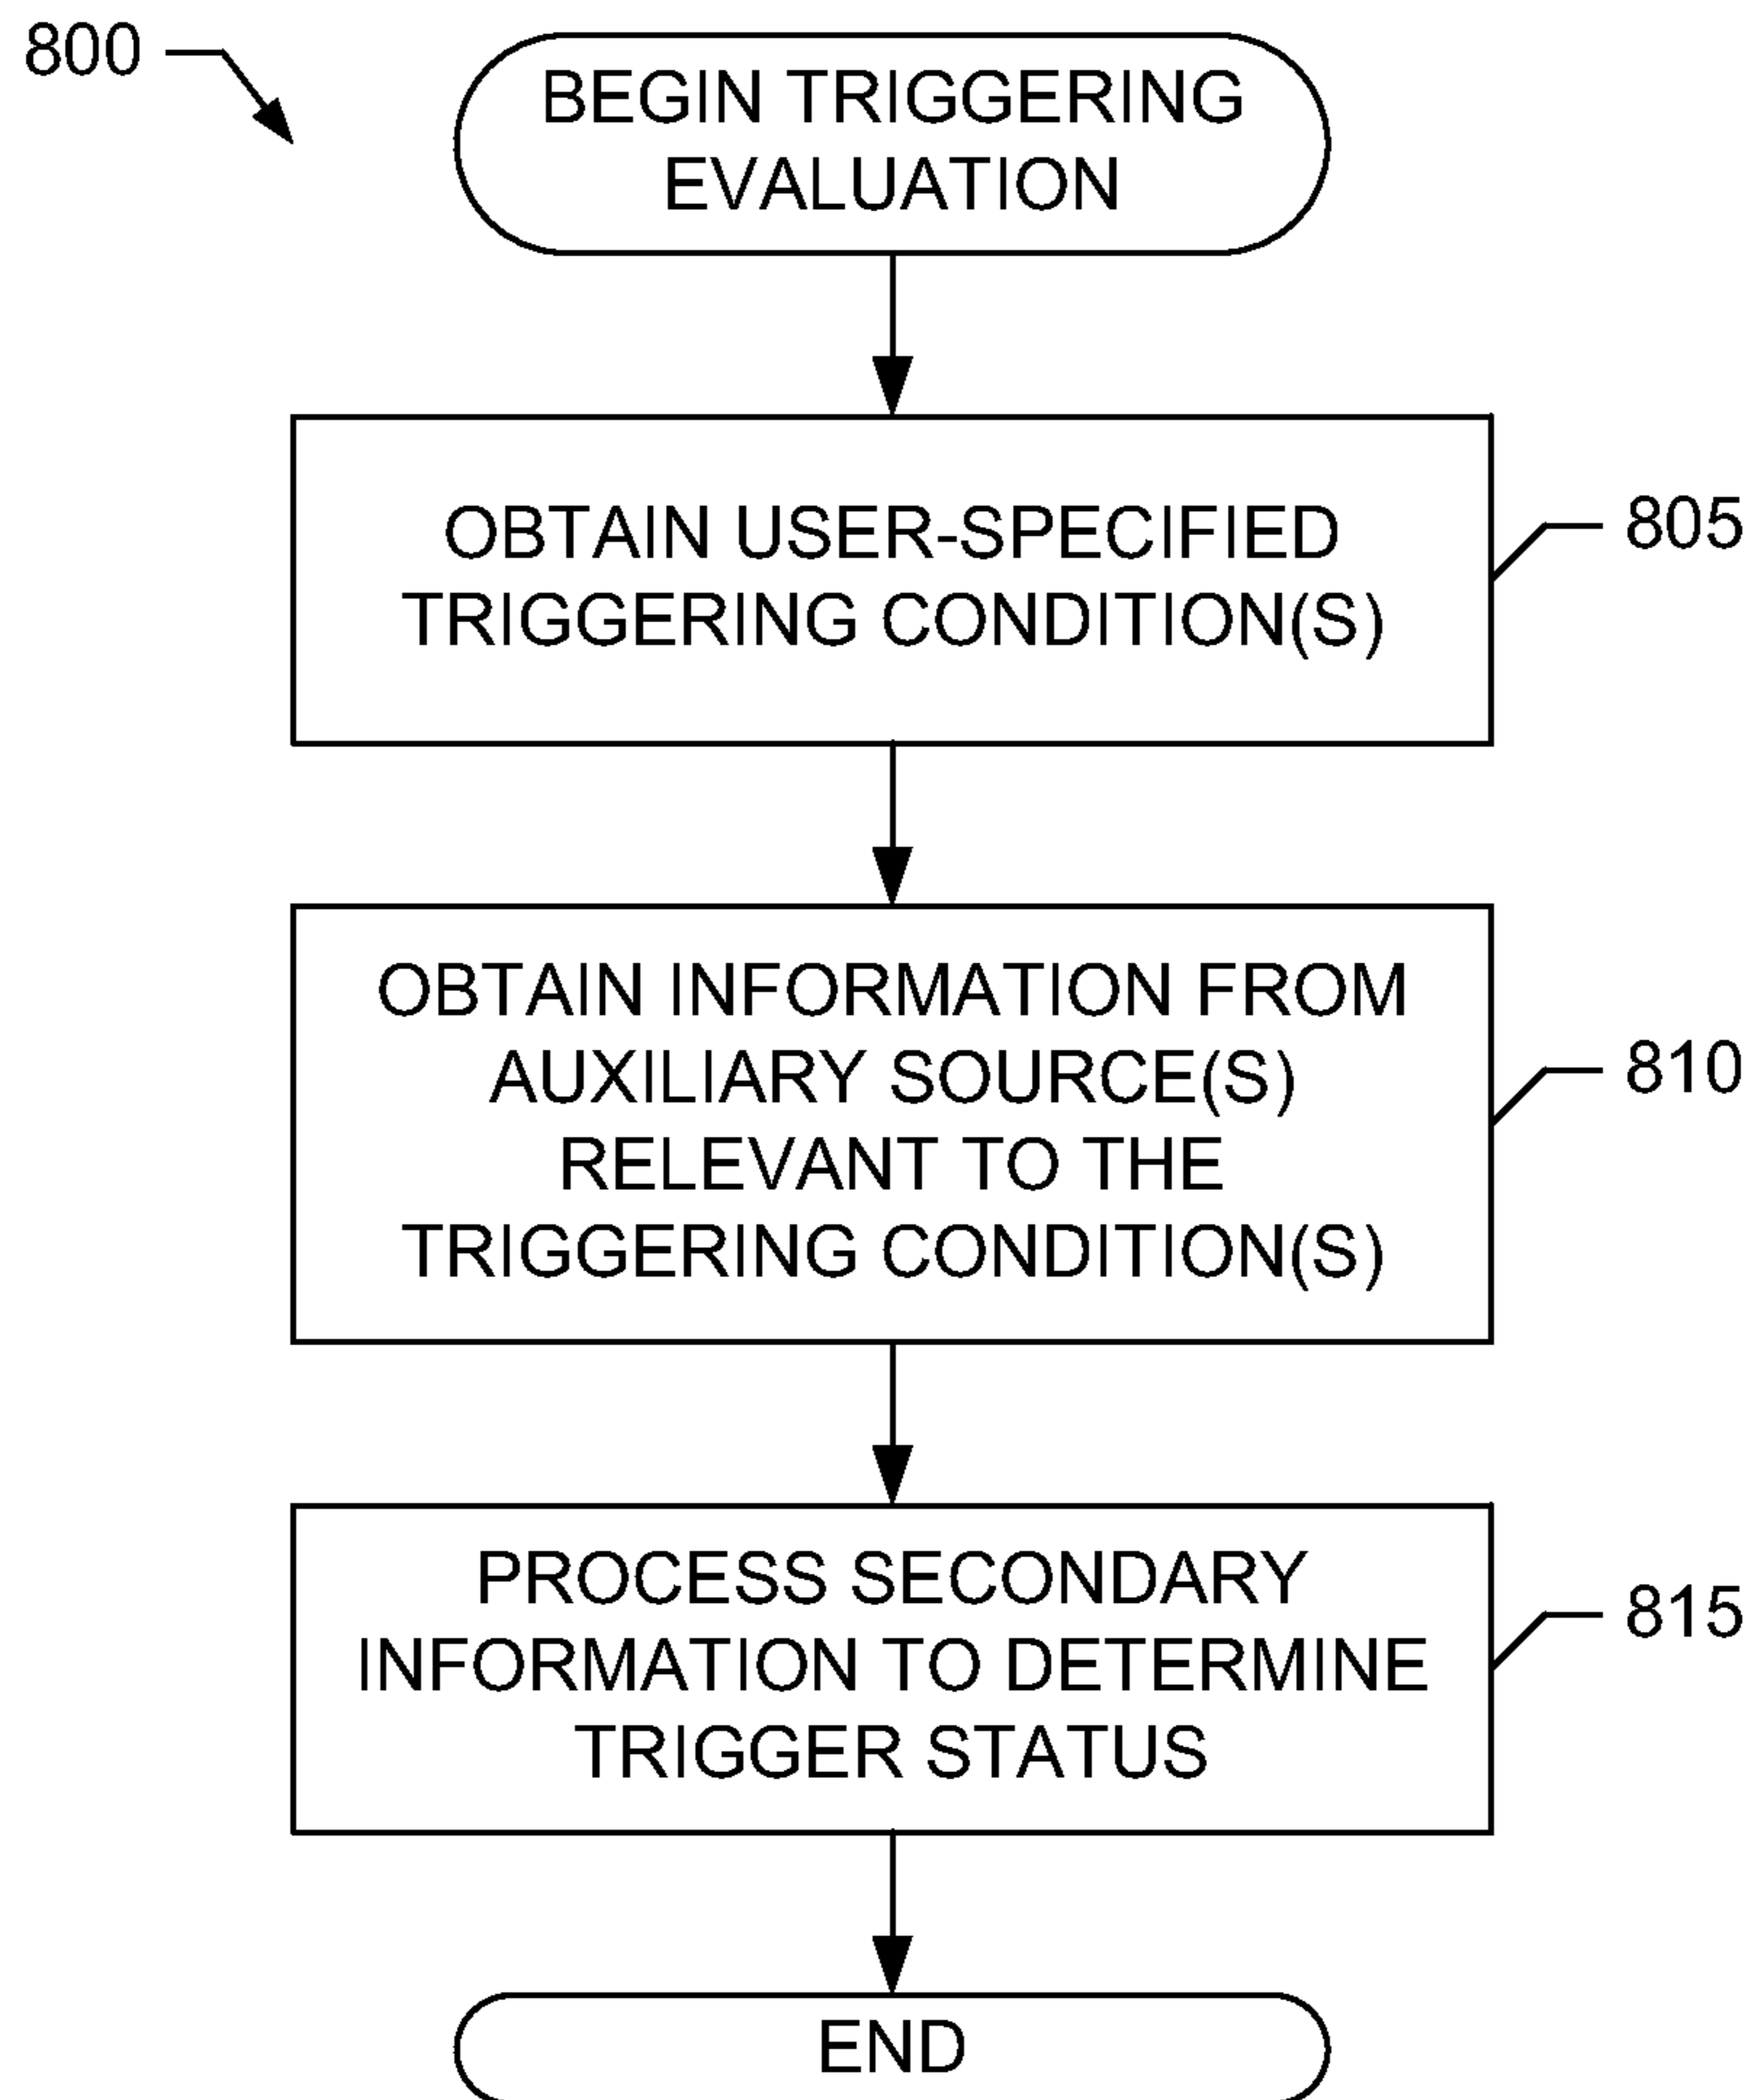 800
BEGIN TRIGGERING
EVALUATION
OBTAIN USER-SPECIFIED
TRIGGERING CONDITION(S)
805
OBTAIN INFORMATION FROM
AUXILIARY SOURCE(S)
RELEVANT TO THE
TRIGGERING CONDITION(S)
810
PROCESS SECONDARY
INFORMATION TO DETERMINE
TRIGGER STATUS
815
END